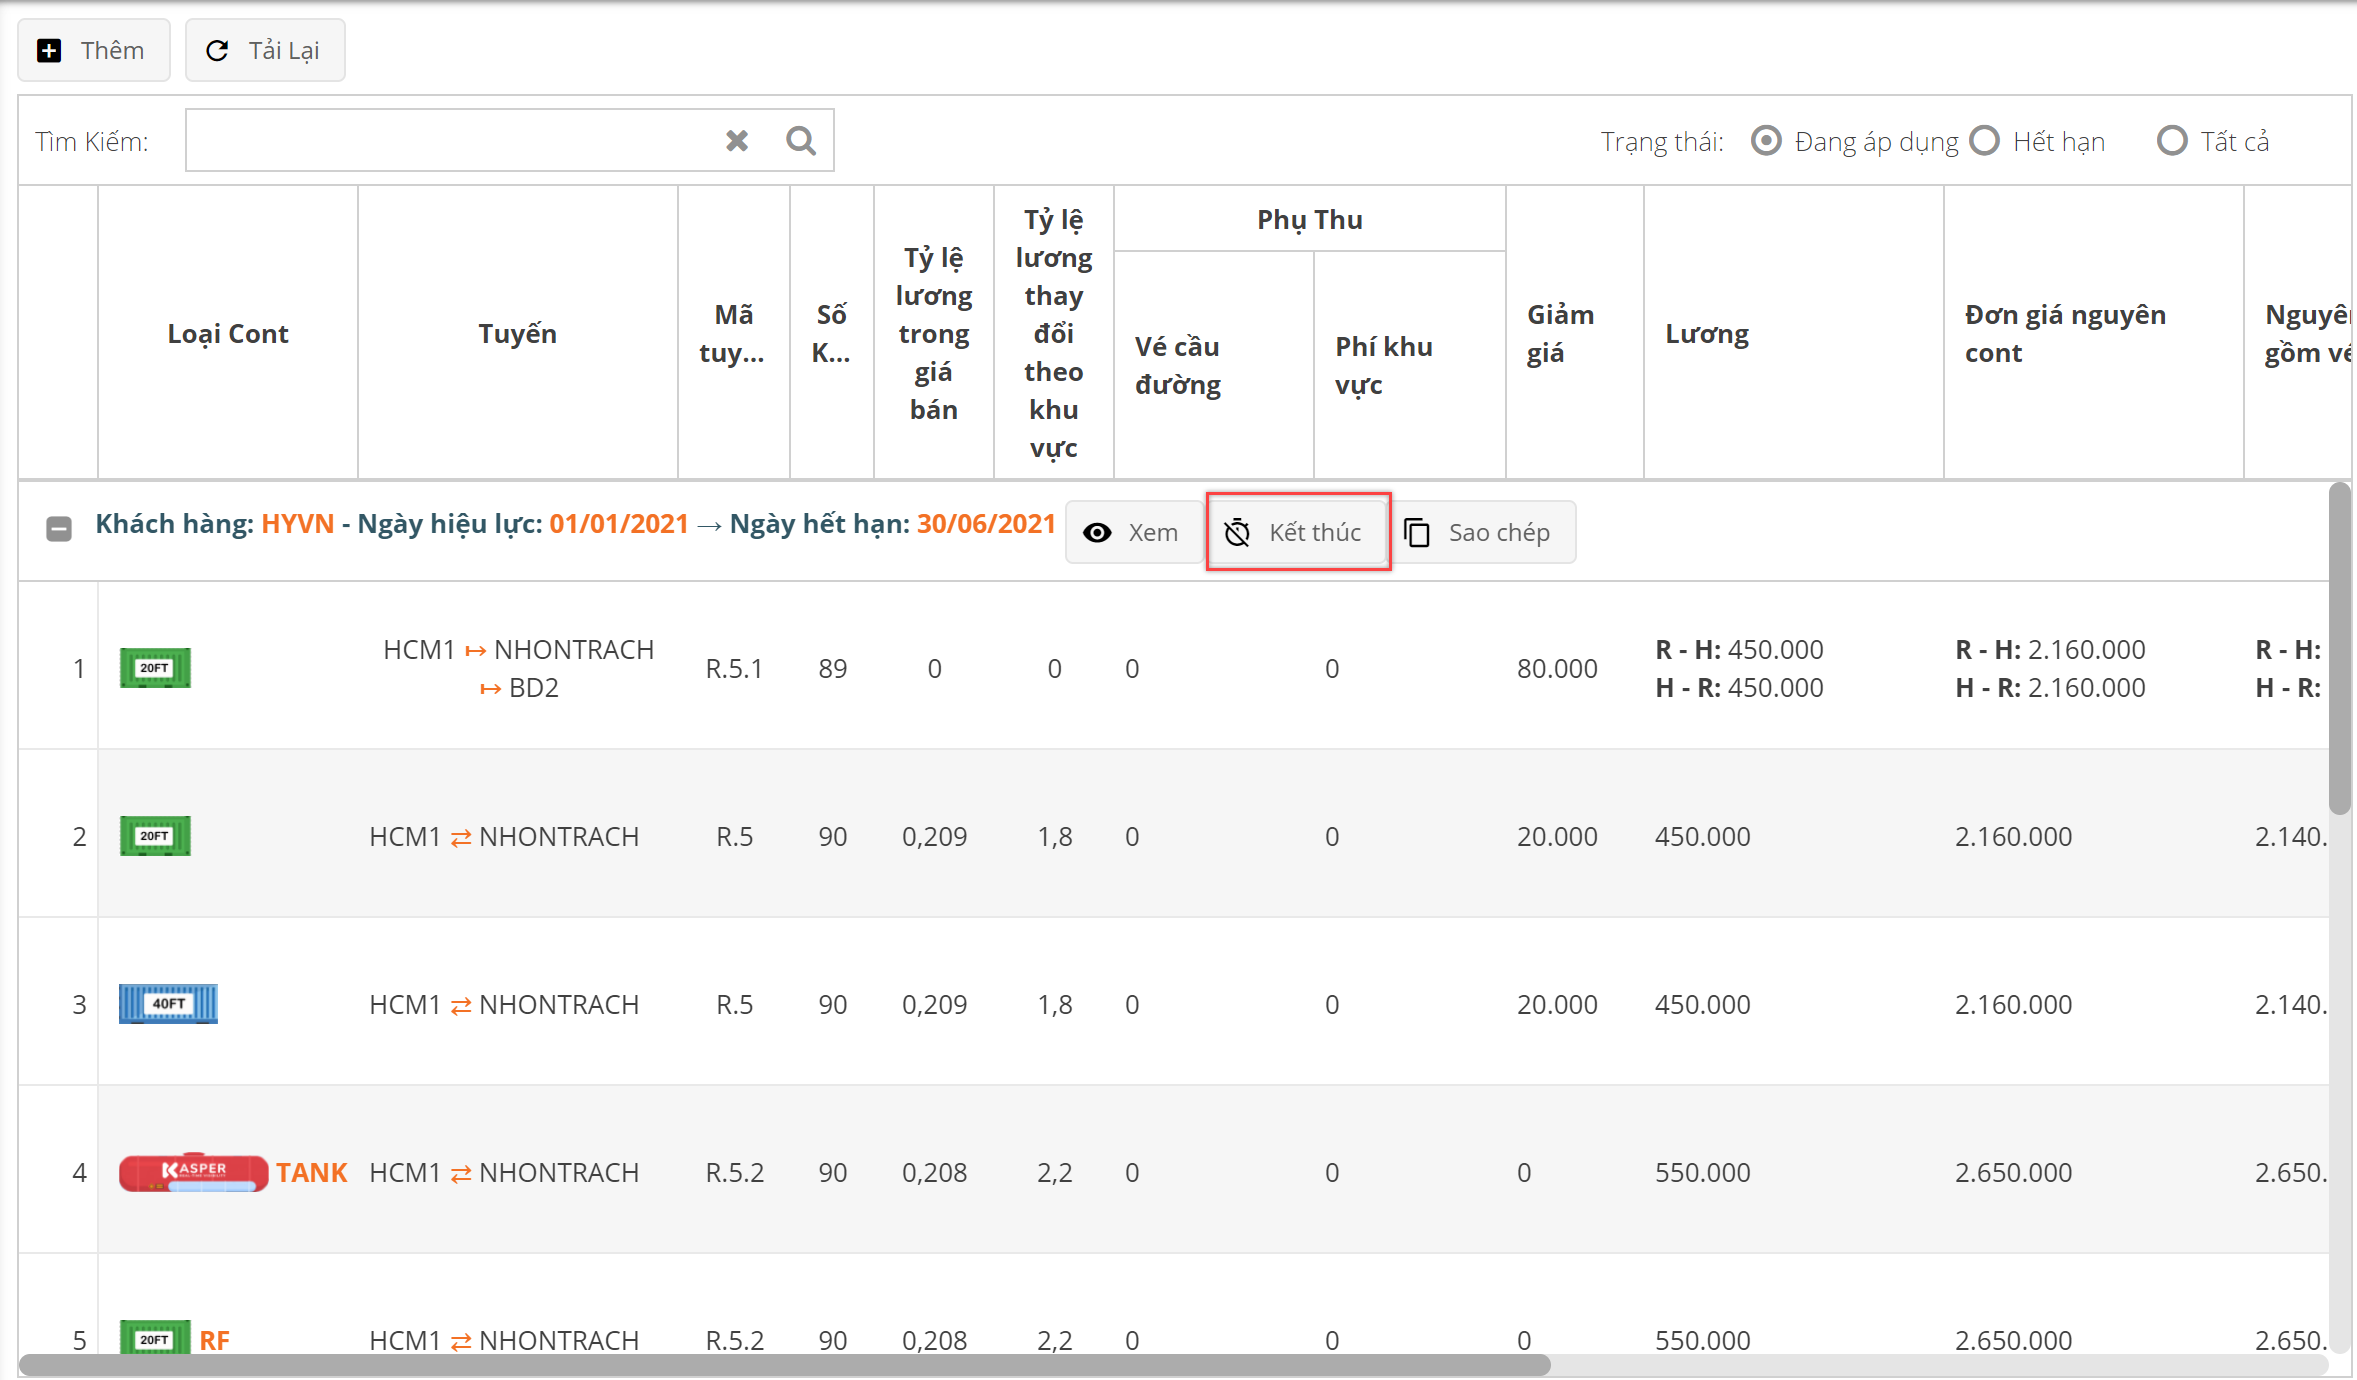 Thêm
Tải Lại
Tìm Kiếm:
Trạng thái: Đang áp dụng Hết hạn Tất cả
Loại Cont
Tuyến
Mã
tuy...
Số
K...
Tỷ lệ
lương
trong
giá
bán
Tỷ lệ
lương
thay
đổi
theo
khu
vực
Phụ Thu
Vé cầu
đường
Phí khu
vực
Giảm
giá
Lương
Đơn giá nguyên
cont
Nguyê
gồm vé
Khách hàng: HYVN - Ngày hiệu lực: 01/01/2021 → Ngày hết hạn: 30/06/2021 Xem Kết thúc Sao chép
1 20FT HCM1 ↦ NHONTRACH
↦ BD2
R.5.1 89 0 0 0 0 80.000
R - H: 450.000
H - R: 450.000
R - H: 2.160.000
H - R: 2.160.000
R - H:
H - R:
2 20FT HCM1 ⇄ NHONTRACH R.5 90 0,209 1,8 0 0 20.000 450.000 2.160.000 2.140.
3 40FT HCM1 ⇄ NHONTRACH R.5 90 0,209 1,8 0 0 20.000 450.000 2.160.000 2.140.
4 KASPER TANK HCM1 ⇄ NHONTRACH R.5.2 90 0,208 2,2 0 0 0 550.000 2.650.000 2.650.
5 20FT RF HCM1 ⇄ NHONTRACH R.5.2 90 0,208 2,2 0 0 0 550.000 2.650.000 2.650.